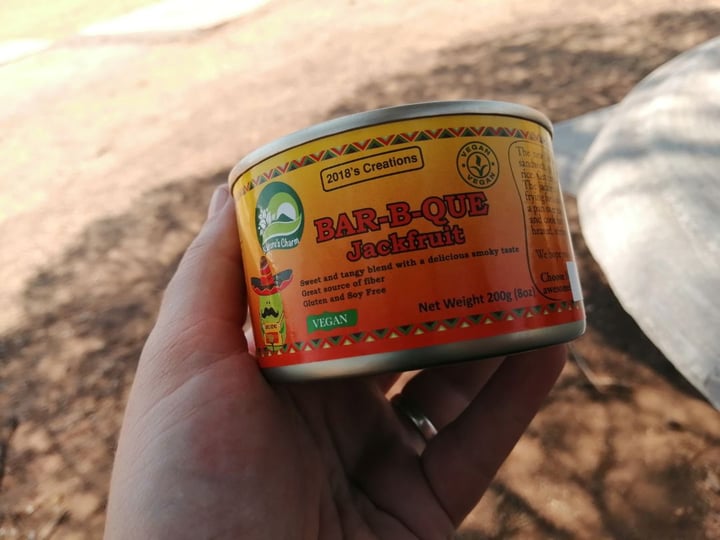 2018's Creations
VEGAN
VEGAN
Nature's Charm
BAR-B-QUE
Jackfruit
Sweet and tangy blend with a delicious smoky taste
Great source of fiber
Gluten and Soy Free
Net Weight 200g (8oz)
VEGAN